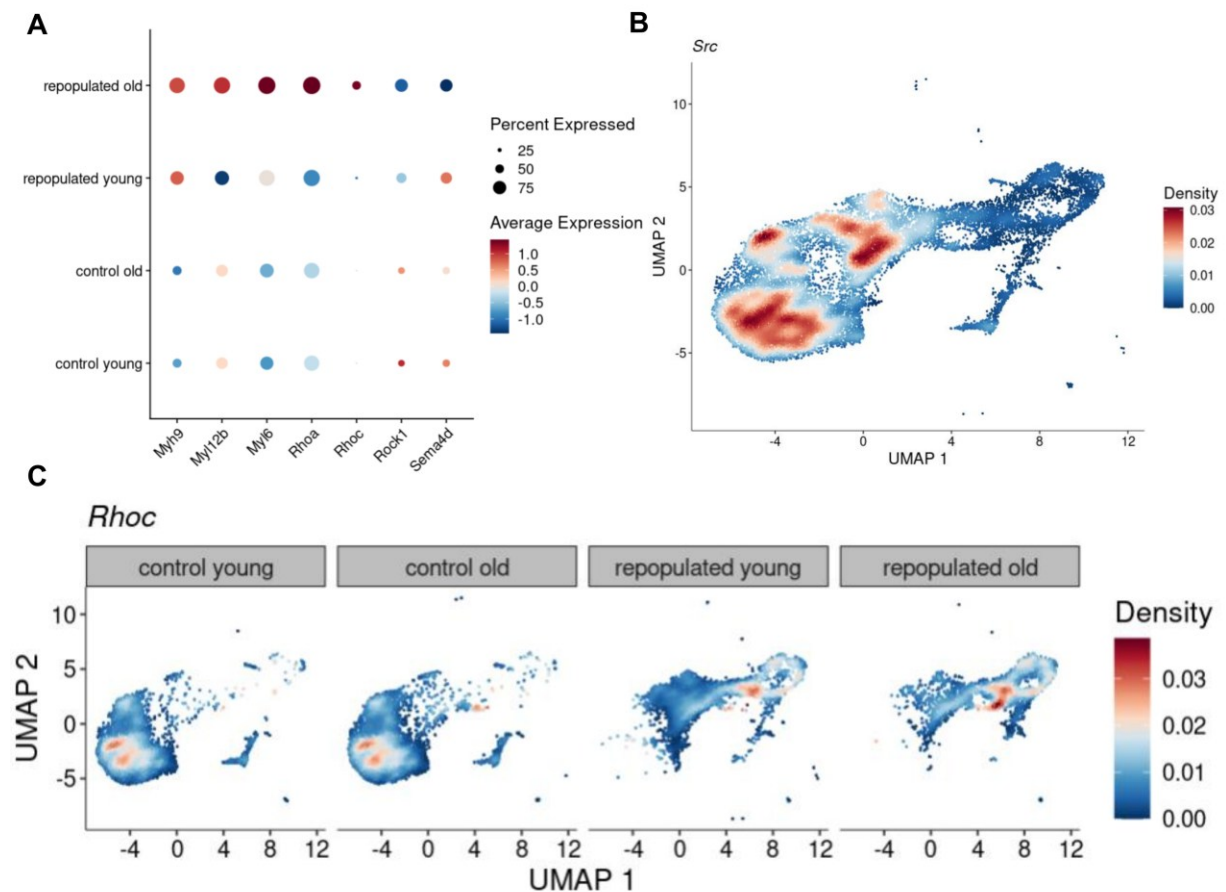 A
repopulated old
repopulated young
control old
control young
Myh9
Myl12b
Myl6
Rhoa
Rhoc
Rock1
Sema4d
Percent Expressed
25
50
75
Average Expression
1.0
0.5
0.0
-0.5
-1.0
B
Src
UMAP 2
10
5
0
-5
-4
0
4
8
12
UMAP 1
Density
0.03
0.02
0.01
0.00
C
Rhoc
control young
control old
repopulated young
repopulated old
UMAP 2
10
5
0
-5
-4 0 4 8 12
-4 0 4 8 12
-4 0 4 8 12
-4 0 4 8 12
UMAP 1
Density
0.03
0.02
0.01
0.00